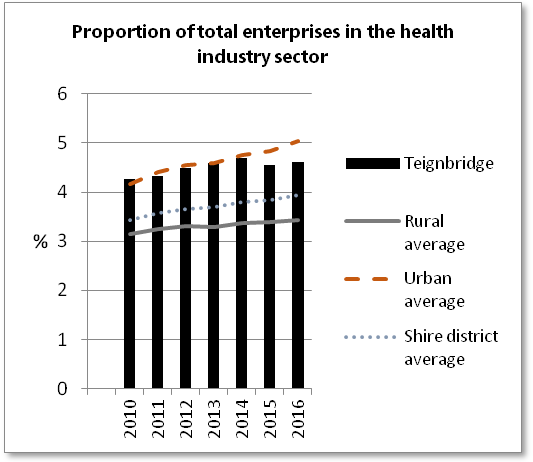 Proportion of total enterprises in the health
industry sector
6
5
4
3
2
1
0
%
2010
2011
2012
2013
2014
2015
2016
Teignbridge
Rural
average
Urban
average
Shire district
average